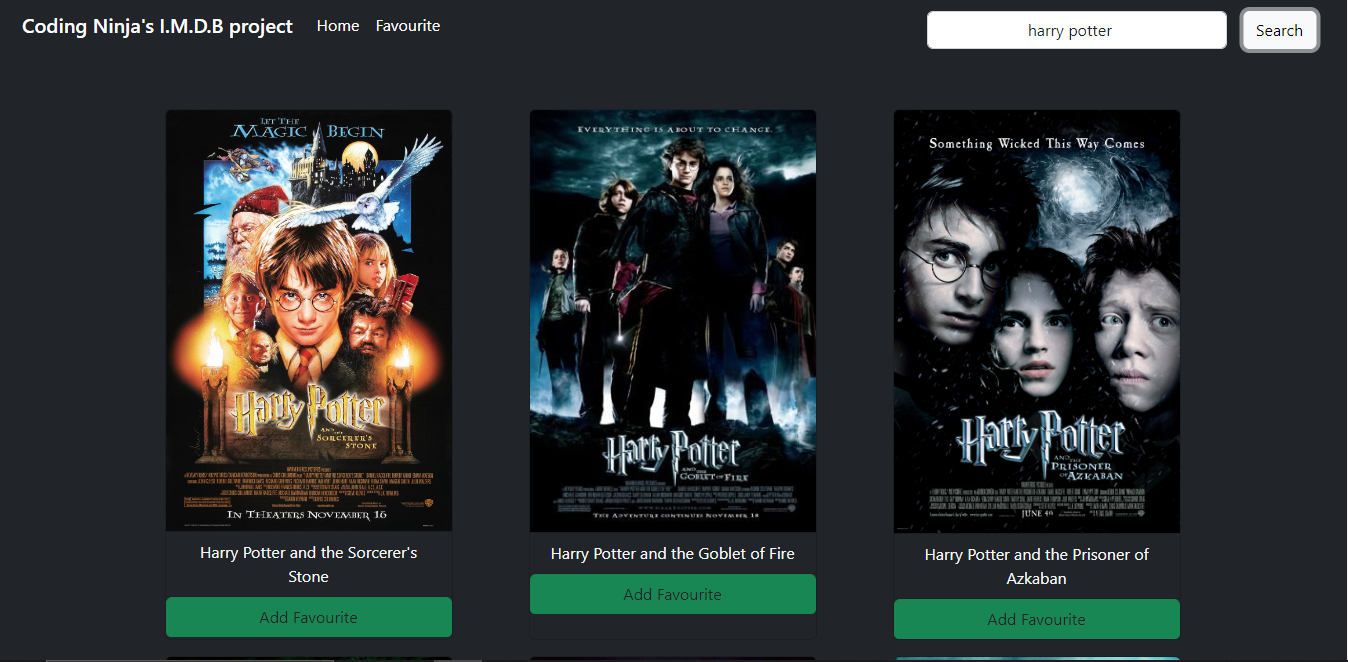 Coding Ninja's I.M.D.B project Home Favourite harry potter Search
LET THE
MAGIC BEGIN
Harry Potter
AND THE
SORCERER'S
STONE
IN THEATERS NOVEMBER 16
Harry Potter and the Sorcerer's
Stone
Add Favourite
EVERYTHING IS ABOUT TO CHANGE.
Harry Potter
AND THE
GOBLET OF FIRE
THE ADVENTURE CONTINUES NOVEMBER 18
Harry Potter and the Goblet of Fire
Add Favourite
Something Wicked This Way Comes
Harry Potter
AND THE
PRISONER
OF AZKABAN
JUNE 4th
Harry Potter and the Prisoner of
Azkaban
Add Favourite